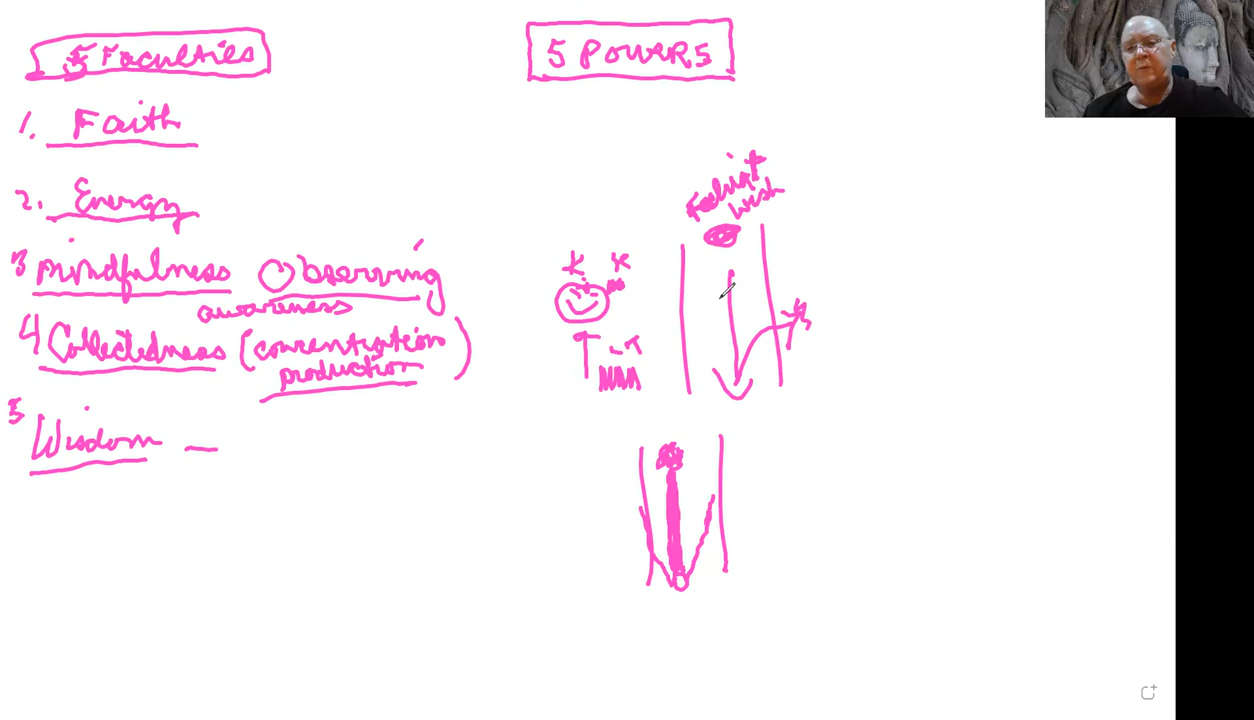 5 Faculties
5 POWERS
1. Faith
2. Energy
3 Mindfulness Observing
awareness
4 Collectedness (concentration
production)
5 Wisdom —
Feeling +
wish